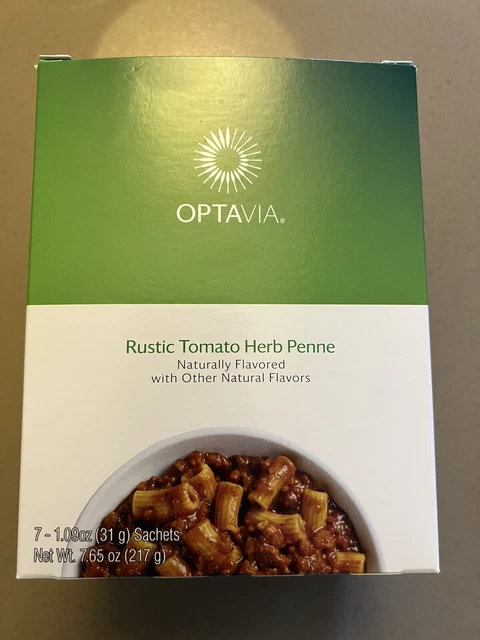 OPTAVIA®
Rustic Tomato Herb Penne
Naturally Flavored
with Other Natural Flavors
7 - 1.09oz (31 g) Sachets
Net Wt. 7.65 oz (217 g)